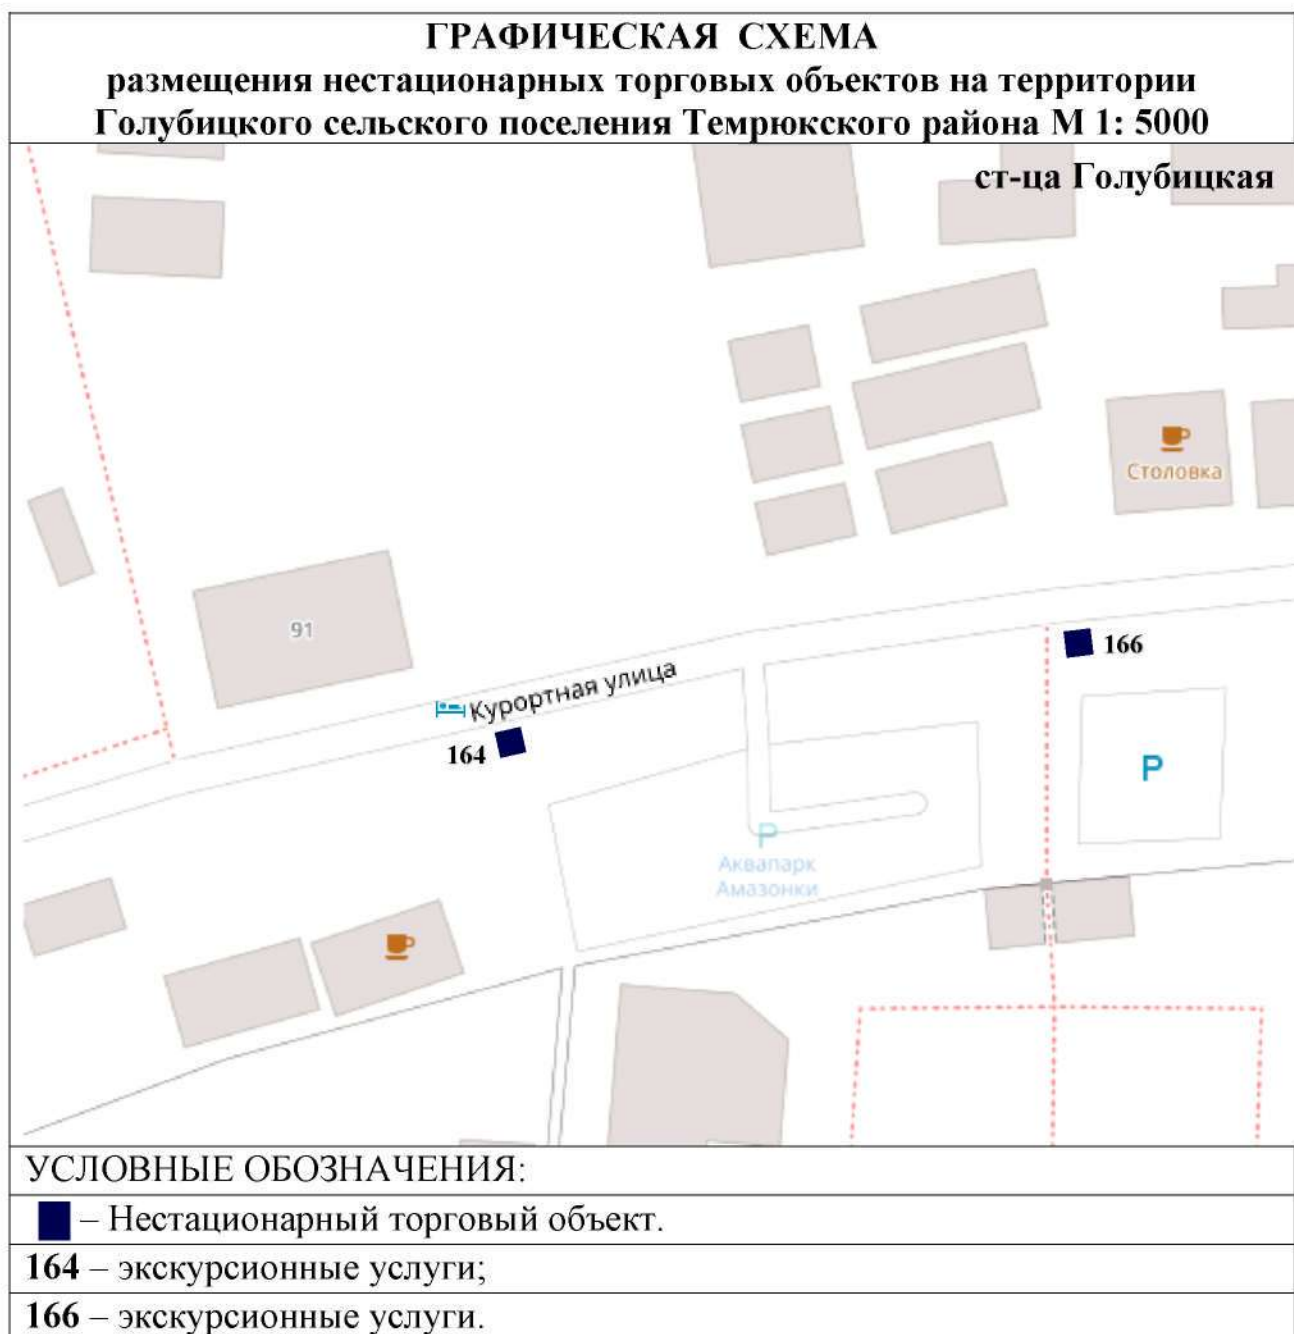 ГРАФИЧЕСКАЯ СХЕМА
размещения нестационарных торговых объектов на территории
Голубицкого сельского поселения Темрюкского района М 1: 5000
ст-ца Голубицкая
Столовка
91
166
Курортная улица
164
P
P
Аквапарк
Амазонки
УСЛОВНЫЕ ОБОЗНАЧЕНИЯ:
– Нестационарный торговый объект.
164 – экскурсионные услуги;
166 – экскурсионные услуги.